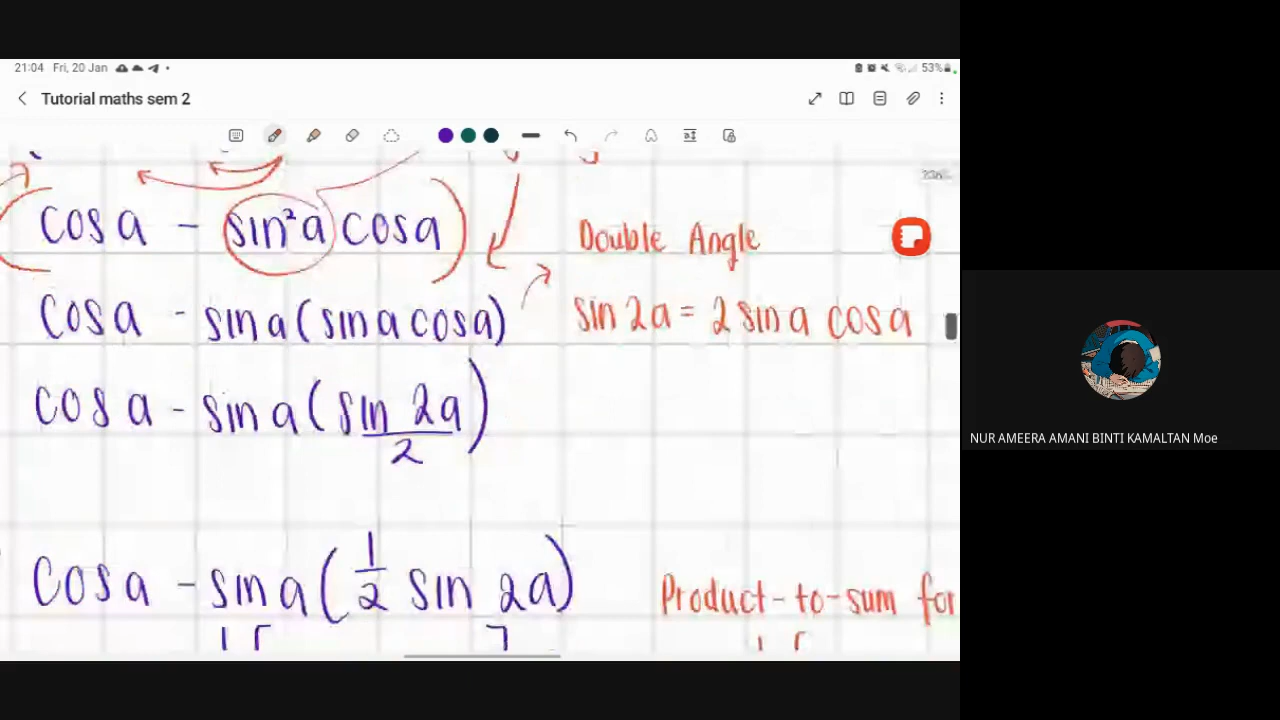 21:04 Fri, 20 Jan 53%
Tutorial maths sem 2
cos a - sin²a cos a)
Double Angle
cos a - sin a (sin a cos a)
sin 2a = 2 sin a cos a
cos a - sin a (sin 2a / 2)
cos a - sin a (1/2 sin 2a)
Product-to-sum for
NUR AMEERA AMANI BINTI KAMALTAN Moe